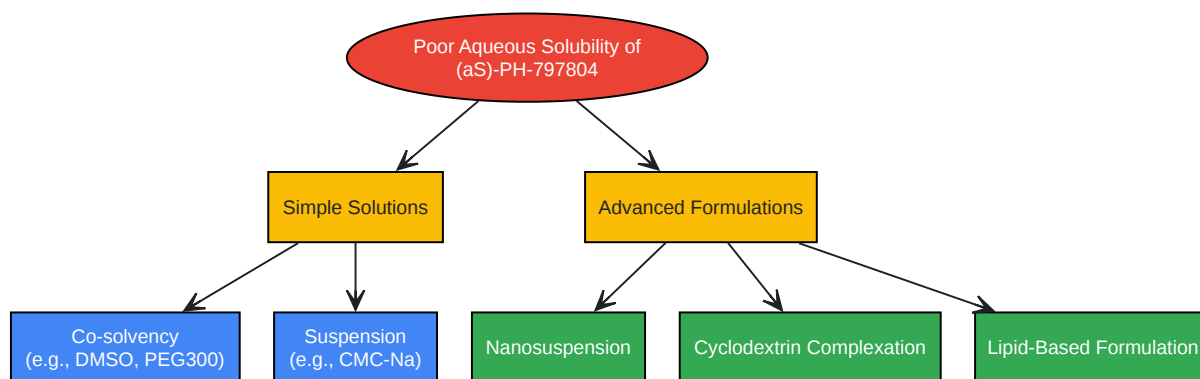 Poor Aqueous Solubility of
(aS)-PH-797804
Simple Solutions
Advanced Formulations
Co-solvency
(e.g., DMSO, PEG300)
Suspension
(e.g., CMC-Na)
Nanosuspension
Cyclodextrin Complexation
Lipid-Based Formulation